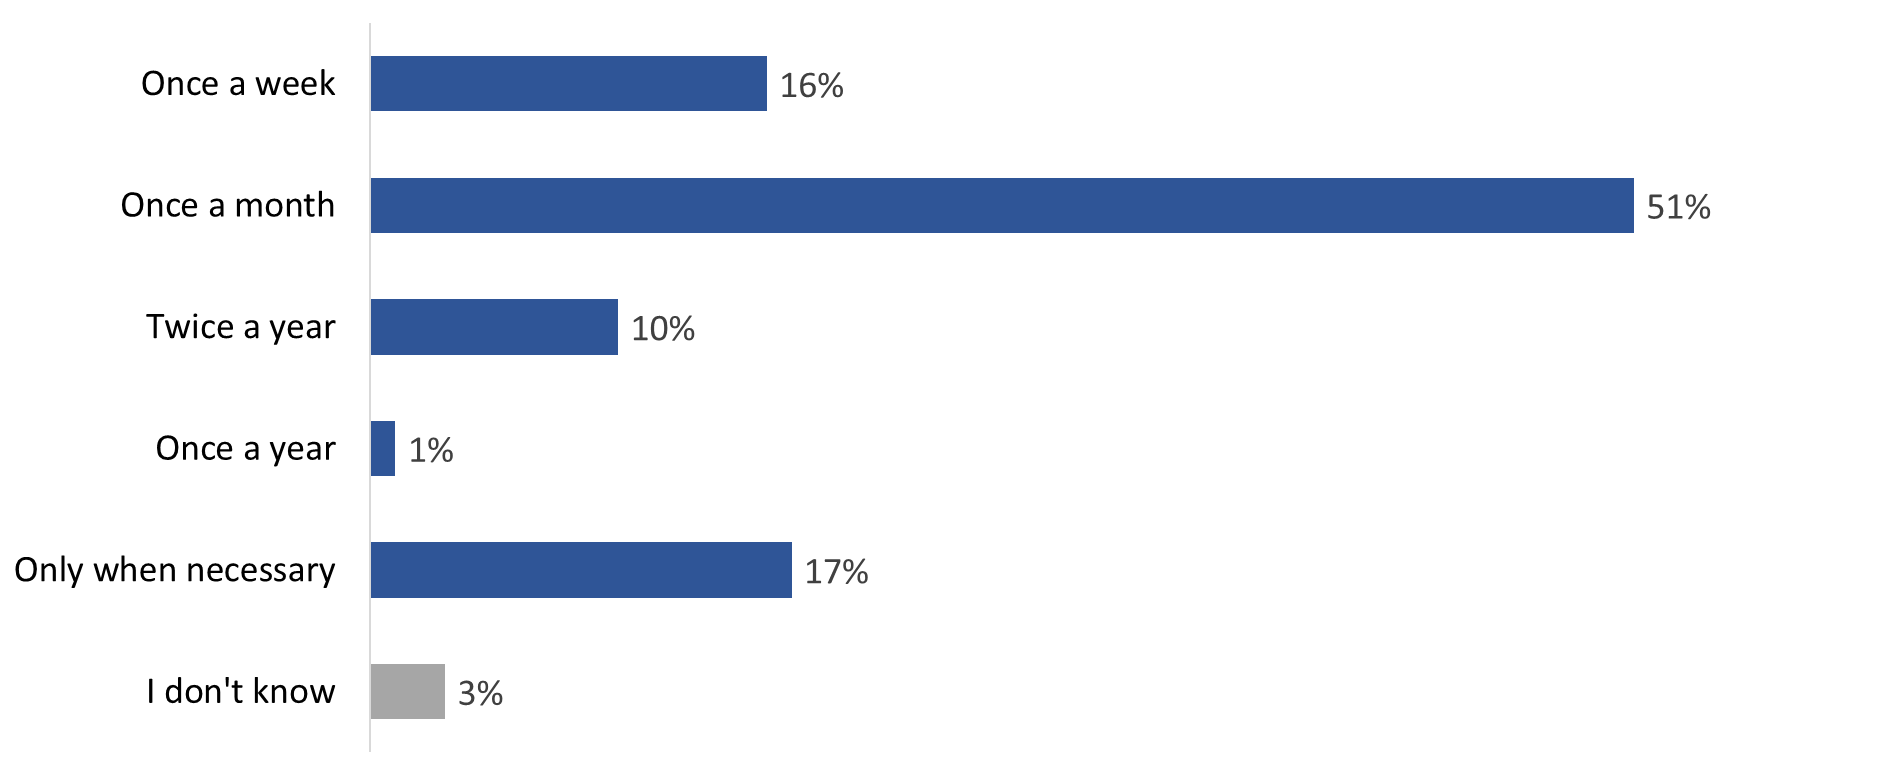 Once a week 16%
Once a month 51%
Twice a year 10%
Once a year 1%
Only when necessary 17%
I don't know 3%